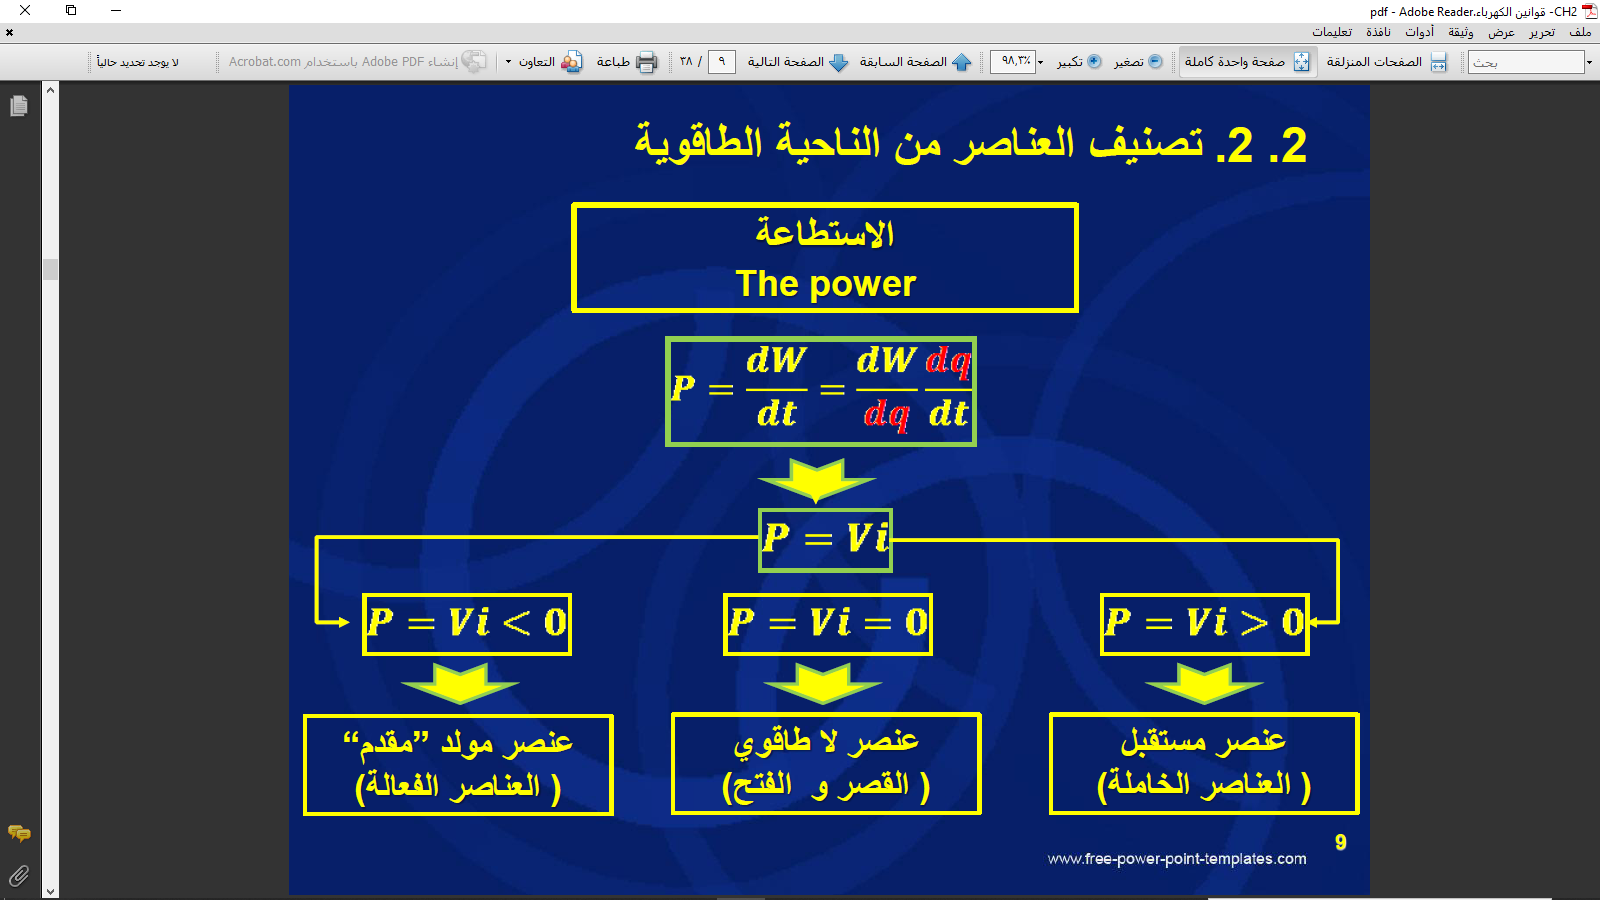 CH2- قوانين الكهرباء.pdf - Adobe Reader
ملف تحرير عرض وثيقة أدوات نافذة تعليمات
بحث الصفحات المنزلقة صفحة واحدة كاملة تصغير تكبير ٩٨,٣% الصفحة السابقة الصفحة التالية ٩ / ٣٨ طباعة التعاون إنشاء Adobe PDF باستخدام Acrobat.com لا يوجد تحديد حالياً
2. 2. تصنيف العناصر من الناحية الطاقوية
الاستطاعة
The power
P = dW/dt = dW/dq dq/dt
P = Vi
P = Vi < 0
P = Vi = 0
P = Vi > 0
عنصر مستقبل
( العناصر الخاملة)
عنصر لا طاقوي
( القصر و الفتح)
عنصر مولد ”مقدم“
( العناصر الفعالة)
9
www.free-power-point-templates.com